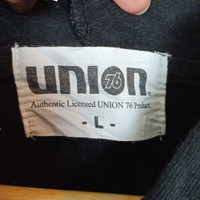 UNION
76
Authentic Licensed UNION 76 Product.
- L -